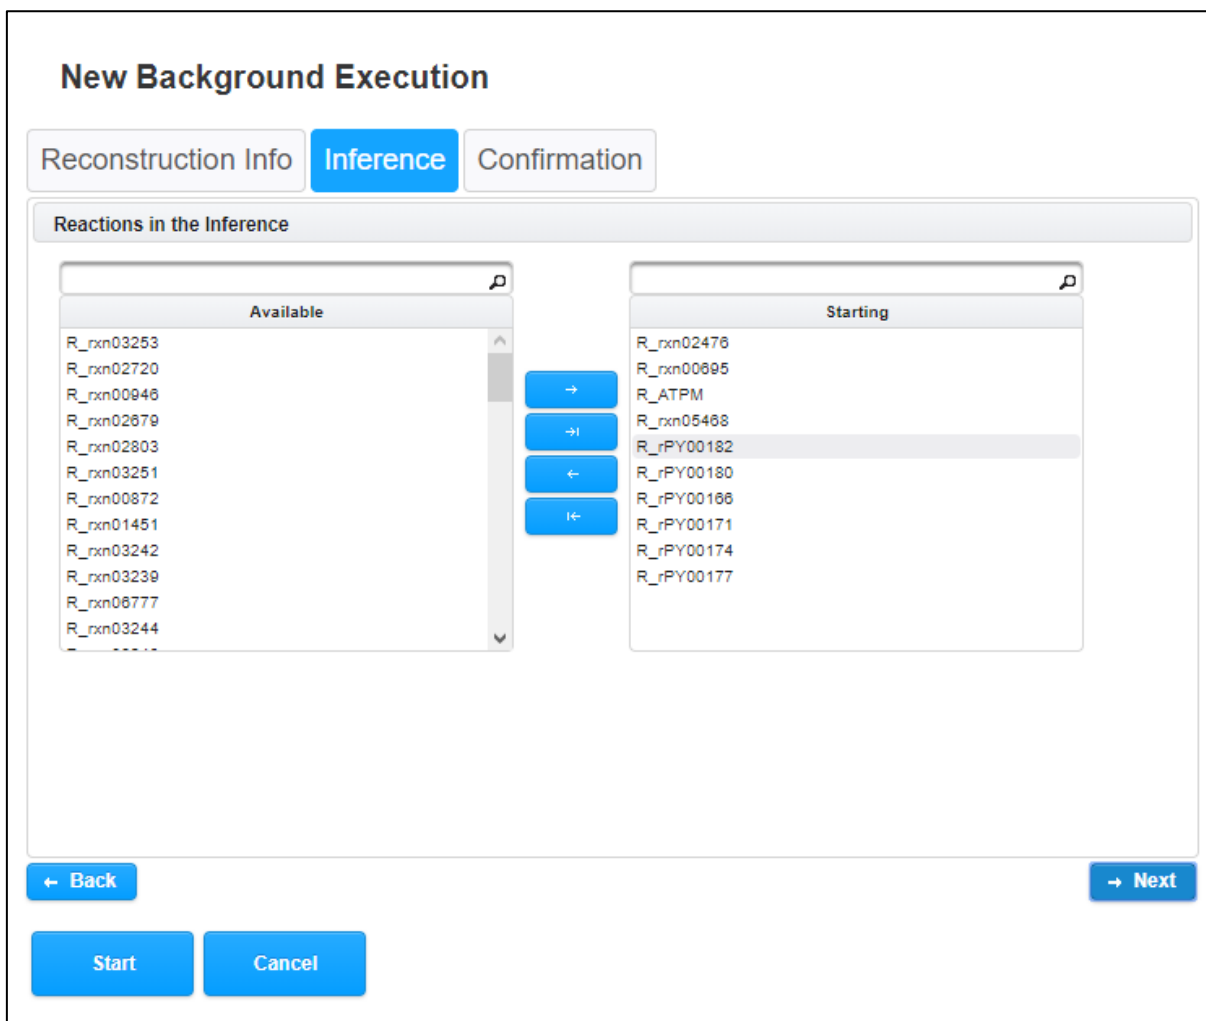 New Background Execution
Reconstruction Info
Inference
Confirmation
Reactions in the Inference
Available
R_rxn03253
R_rxn02720
R_rxn00946
R_rxn02679
R_rxn02803
R_rxn03251
R_rxn00872
R_rxn01451
R_rxn03242
R_rxn03239
R_rxn06777
R_rxn03244
→
→I
←
I←
Starting
R_rxn02476
R_rxn00695
R_ATPM
R_rxn05468
R_rPY00182
R_rPY00180
R_rPY00166
R_rPY00171
R_rPY00174
R_rPY00177
← Back
→ Next
Start
Cancel